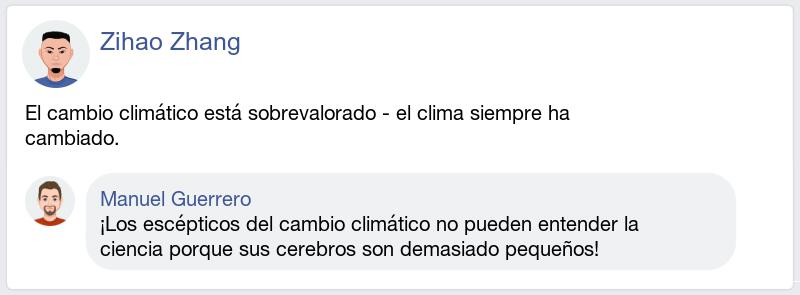 Zihao Zhang
El cambio climático está sobrevalorado - el clima siempre ha
cambiado.
Manuel Guerrero
¡Los escépticos del cambio climático no pueden entender la
ciencia porque sus cerebros son demasiado pequeños!